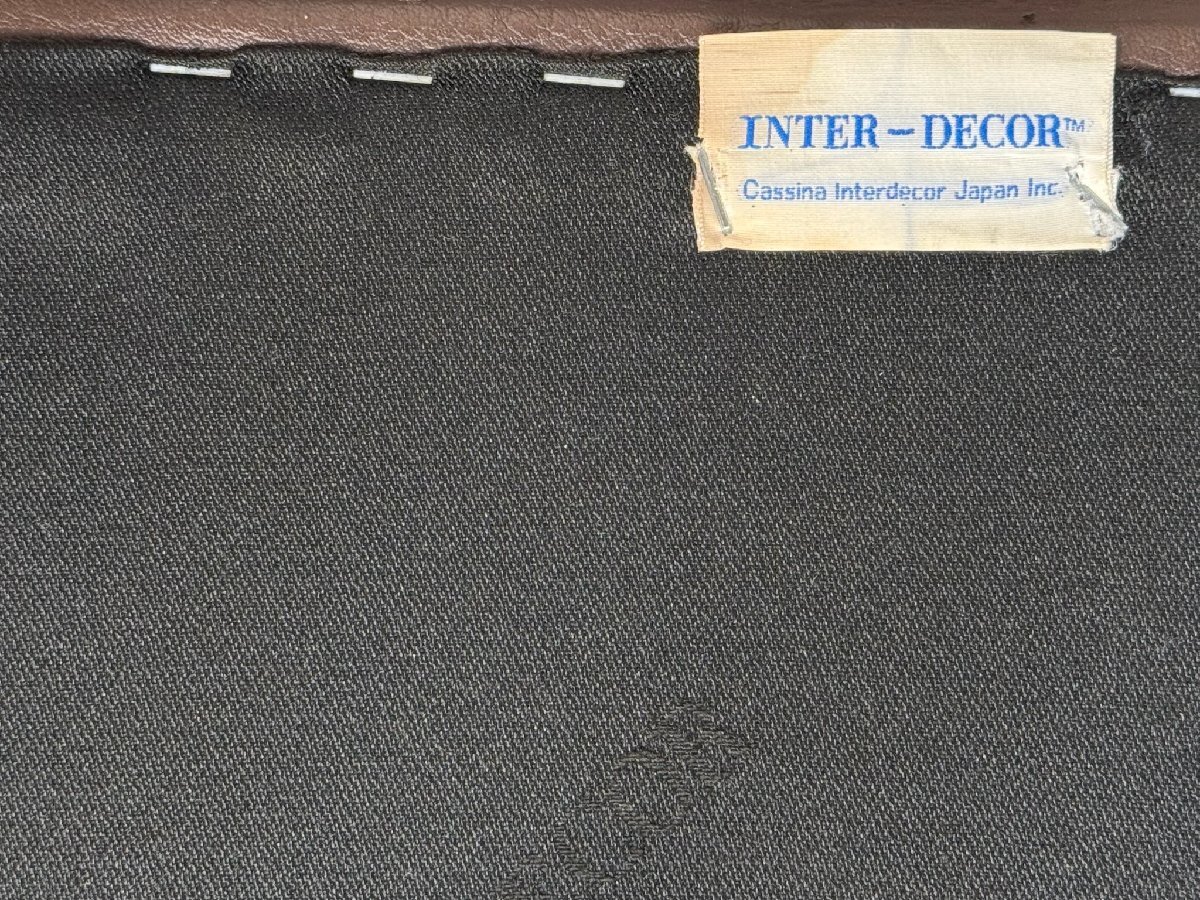 INTER-DECOR™
Cassina Interdecor Japan Inc.